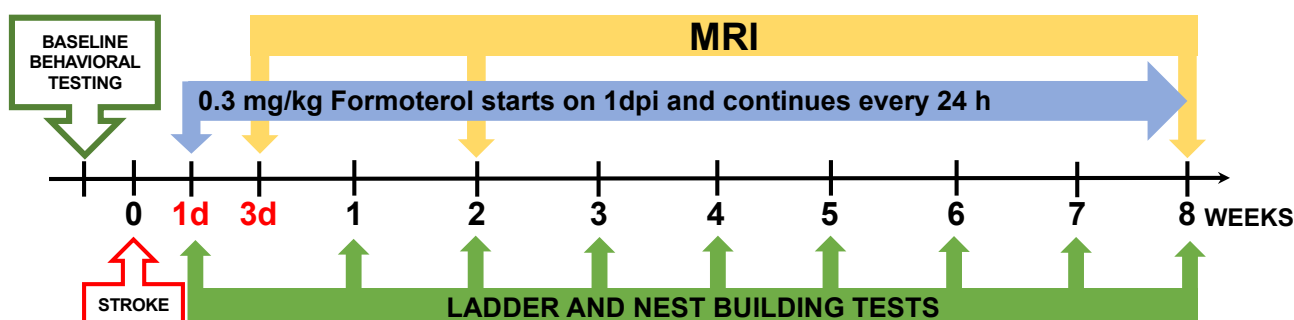 BASELINE
BEHAVIORAL
TESTING
MRI
0.3 mg/kg Formoterol starts on 1dpi and continues every 24 h
0 1d 3d 1 2 3 4 5 6 7 8 WEEKS
STROKE
LADDER AND NEST BUILDING TESTS